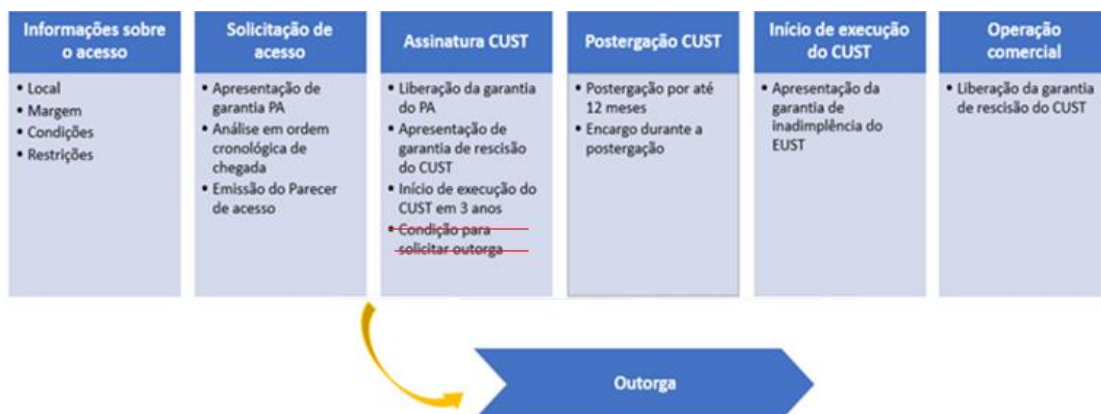 Informações sobre
o acesso
• Local
• Margem
• Condições
• Restrições
Solicitação de
acesso
• Apresentação de
garantia PA
• Análise em ordem
cronológica de
chegada
• Emissão do Parecer
de acesso
Assinatura CUST
• Liberação da garantia
do PA
• Apresentação de
garantia de rescisão
do CUST
• Início de execução do
CUST em 3 anos
• Condição para
solicitar outorga
Postergação CUST
• Postergação por até
12 meses
• Encargo durante a
postergação
Início de execução
do CUST
• Apresentação da
garantia de
inadimplência do
EUST
Operação
comercial
• Liberação da garantia
de rescisão do CUST
Outorga